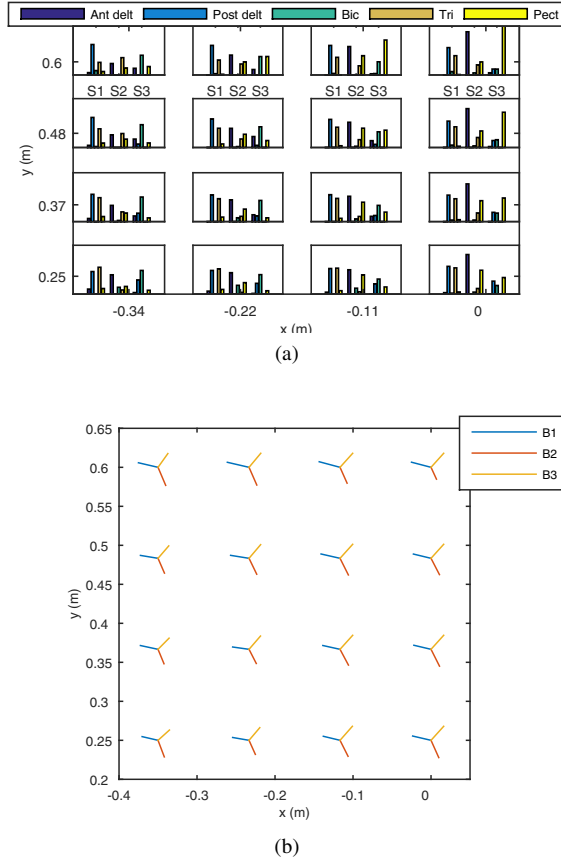 Ant delt Post delt Bic Tri Pect
0.6
S1 S2 S3 S1 S2 S3 S1 S2 S3 S1 S2 S3
0.48
y (m)
0.37
0.25
-0.34 -0.22 -0.11 0
x (m)
(a)
0.65
B1
0.6
B2
B3
0.55
0.5
0.45
y (m)
0.4
0.35
0.3
0.25
0.2
-0.4 -0.3 -0.2 -0.1 0
x (m)
(b)